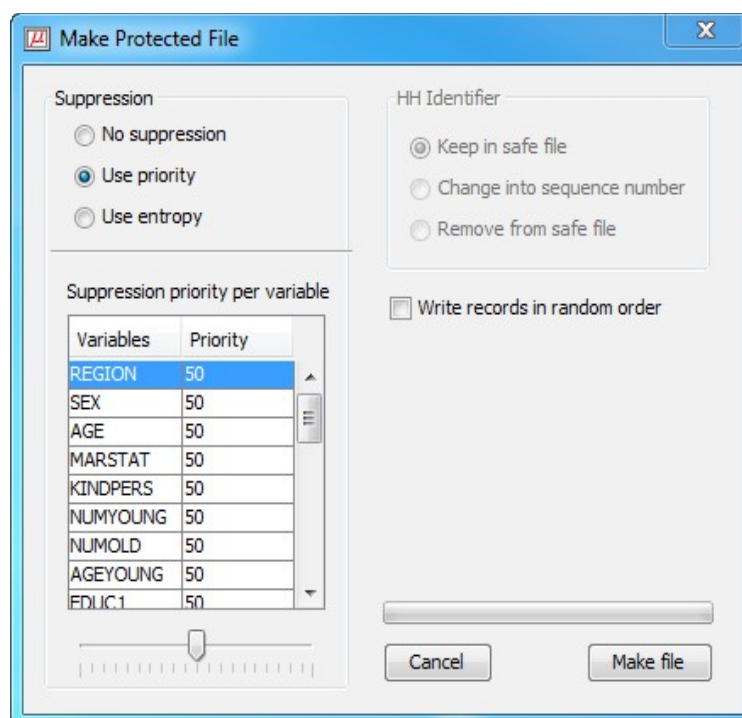 μ Make Protected File
Suppression
No suppression
Use priority
Use entropy
Suppression priority per variable
Variables Priority
REGION 50
SEX 50
AGE 50
MARSTAT 50
KINDPERS 50
NUMYOUNG 50
NUMOLD 50
AGEYOUNG 50
EDUC1 50
HH Identifier
Keep in safe file
Change into sequence number
Remove from safe file
Write records in random order
Cancel Make file